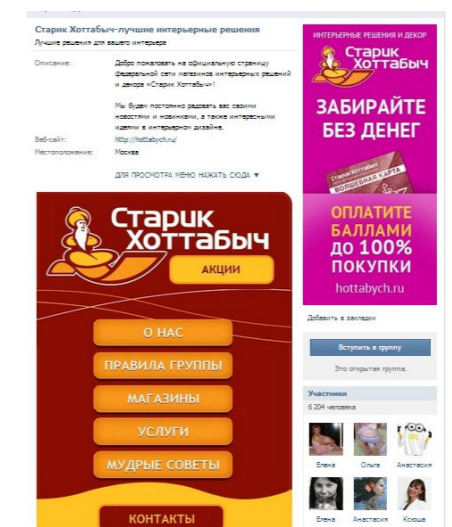 Старик Хоттабыч-лучшие интерьерные решения
Лучшие решения для вашего интерьера
Описание:
Добро пожаловать на официальную страницу
федеральной сети магазинов интерьерных решений
и декора «Старик Хоттабыч»!
Мы будем постоянно радовать вас своими
новостями и новинками, а также интересными
идеями в интерьерном дизайне.
Веб-сайт:
http://hottabych.ru/
Местоположение:
Москва
ДЛЯ ПРОСМОТРА МЕНЮ НАЖАТЬ СЮДА ▼
Старик
Хоттабыч
АКЦИИ
О НАС
ПРАВИЛА ГРУППЫ
МАГАЗИНЫ
УСЛУГИ
МУДРЫЕ СОВЕТЫ
КОНТАКТЫ
ИНТЕРЬЕРНЫЕ РЕШЕНИЯ И ДЕКОР
Старик
Хоттабыч
ЗАБИРАЙТЕ
БЕЗ ДЕНЕГ
Старик Хоттабыч
ВОЛШЕБНАЯ КАРТА
ОПЛАТИТЕ
БАЛЛАМИ
ДО 100%
ПОКУПКИ
hottabych.ru
Добавить в закладки
Вступить в группу
Это открытая группа.
Участники
6 204 человека
Елена
Ольга
Анастасия
Елена
Анастасия
Ксюша